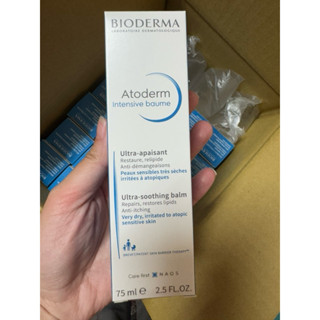 BIODERMA
LABORATOIRE DERMATOLOGIQUE
Atoderm
Intensive baume
Ultra-apaisant
Restaure, relipide
Anti-démangeaisons
Peaux sensibles très sèches
irritées à atopiques
Ultra-soothing balm
Repairs, restores lipids
Anti-itching
Very dry, irritated to atopic
sensitive skin
NAOS
75 ml e 2.5 FL.OZ.